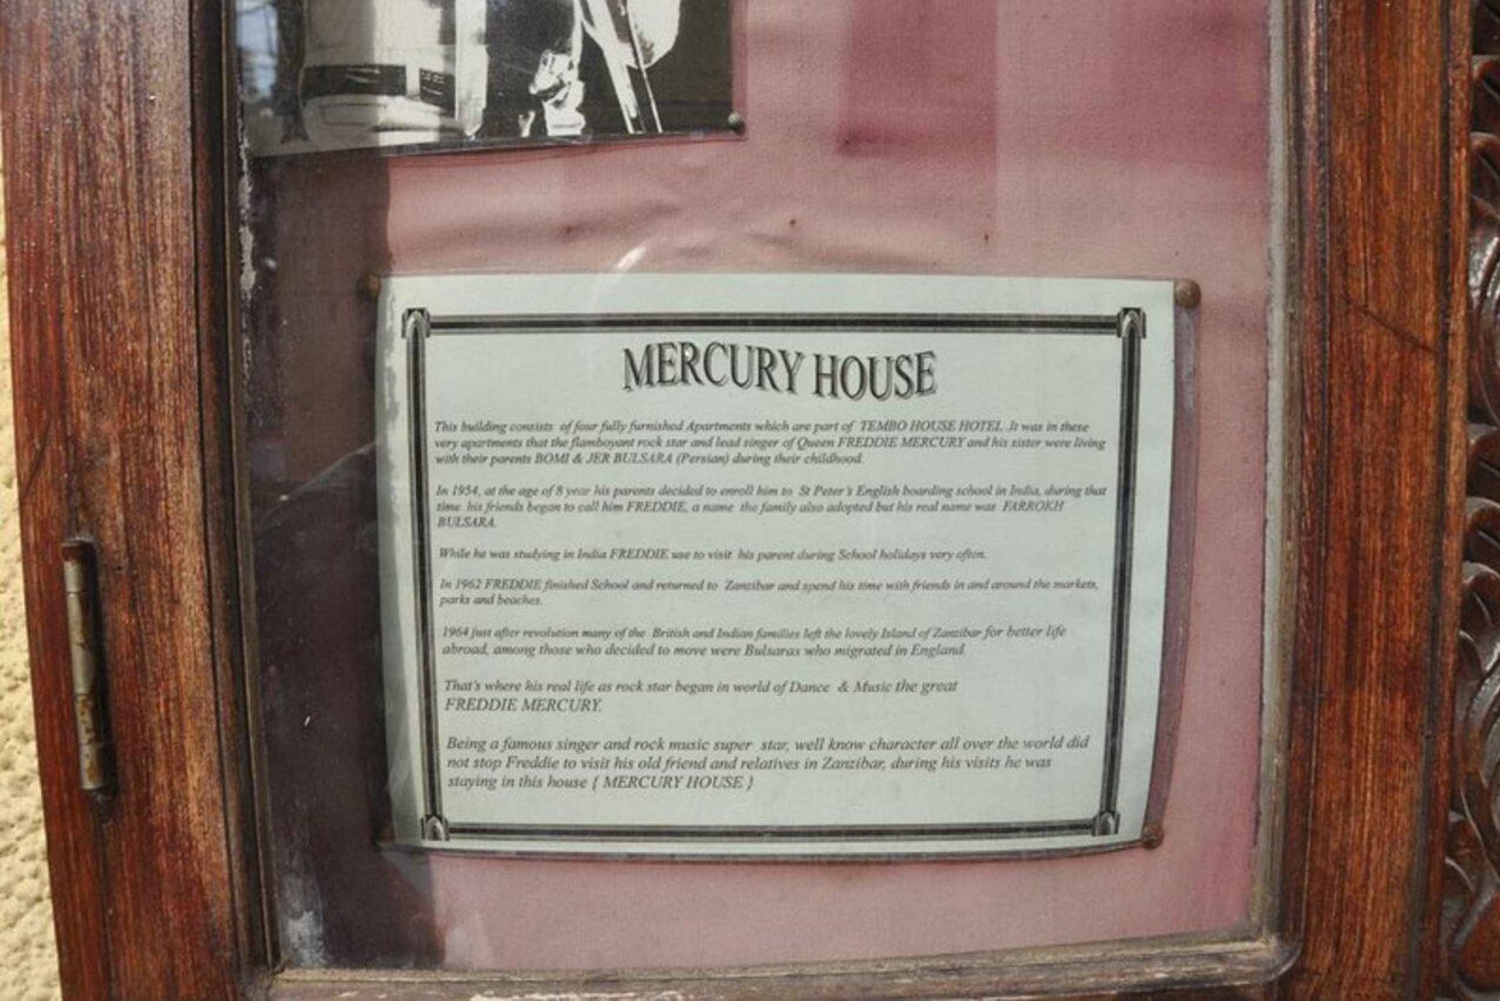 MERCURY HOUSE
This building consists of four fully furnished Apartments which are part of TEMBO HOUSE HOTEL. It was in these
very apartments that the flamboyant rock star and lead singer of Queen FREDDIE MERCURY and his sister were living
with their parents BOMI & JER BULSARA (Persian) during their childhood.
In 1954, at the age of 8 year his parents decided to enroll him to St Peter's English boarding school in India, during that
time his friends began to call him FREDDIE, a name the family also adopted but his real name was FARROKH
BULSARA.
While he was studying in India FREDDIE use to visit his parent during School holidays very often.
In 1962 FREDDIE finished School and returned to Zanzibar and spend his time with friends in and around the markets,
parks and beaches.
1964 just after revolution many of the British and Indian families left the lovely Island of Zanzibar for better life
abroad, among those who decided to move were Bulsaras who migrated in England.
That's where his real life as rock star began in world of Dance & Music the great
FREDDIE MERCURY.
Being a famous singer and rock music super star, well know character all over the world did
not stop Freddie to visit his old friend and relatives in Zanzibar, during his visits he was
staying in this house { MERCURY HOUSE }